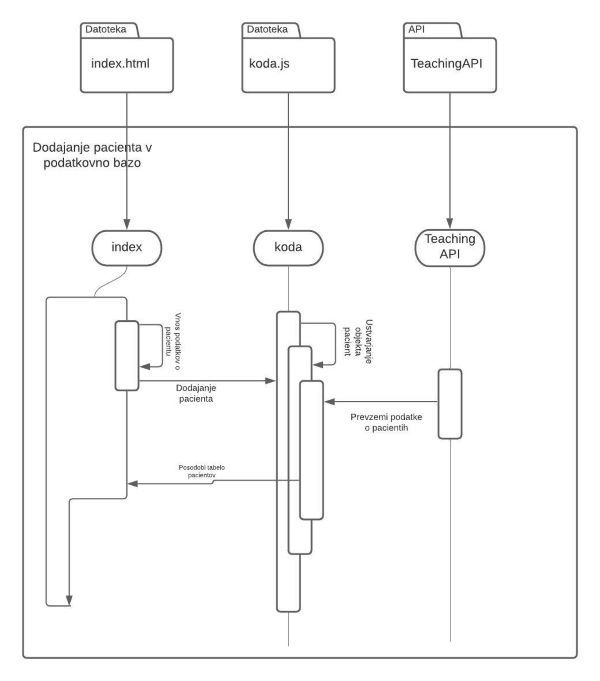 Datoteka
index.html
Datoteka
koda.js
API
TeachingAPI
Dodajanje pacienta v
podatkovno bazo
index
koda
Teaching
API
Vnos podatkov o
pacientu
Ustvarjanje
objekta
pacient
Dodajanje
pacienta
Prevzemi podatke
o pacientih
Posodobi tabelo
pacientov